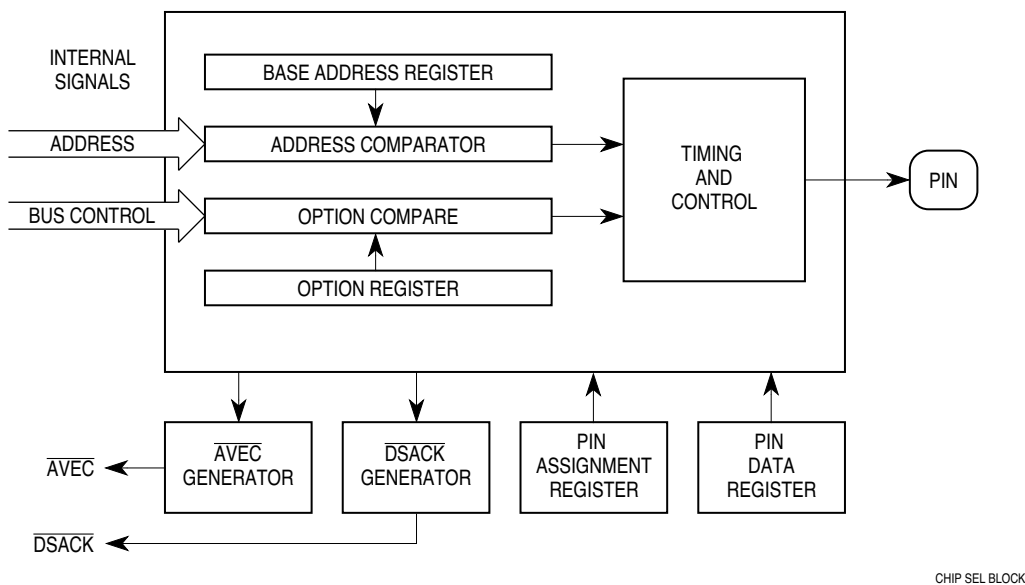 INTERNAL
SIGNALS
BASE ADDRESS REGISTER
ADDRESS
ADDRESS COMPARATOR
TIMING
AND
CONTROL
PIN
BUS CONTROL
OPTION COMPARE
OPTION REGISTER
AVEC
GENERATOR
DSACK
GENERATOR
PIN
ASSIGNMENT
REGISTER
PIN
DATA
REGISTER
AVEC
DSACK
CHIP SEL BLOCK